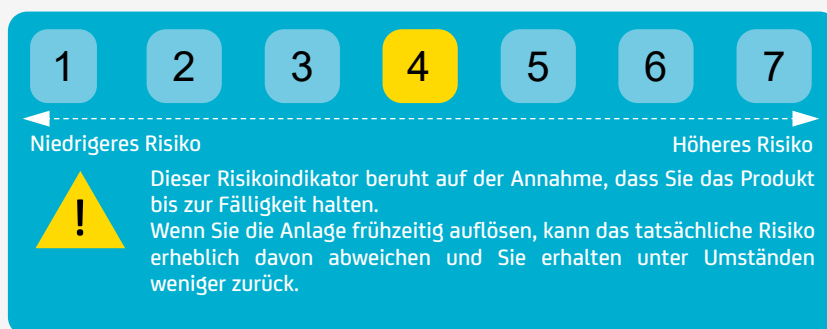 1 2 3 4 5 6 7
Niedrigeres Risiko Höheres Risiko
Dieser Risikoindikator beruht auf der Annahme, dass Sie das Produkt
bis zur Fälligkeit halten.
!
Wenn Sie die Anlage frühzeitig auflösen, kann das tatsächliche Risiko
erheblich davon abweichen und Sie erhalten unter Umständen
weniger zurück.